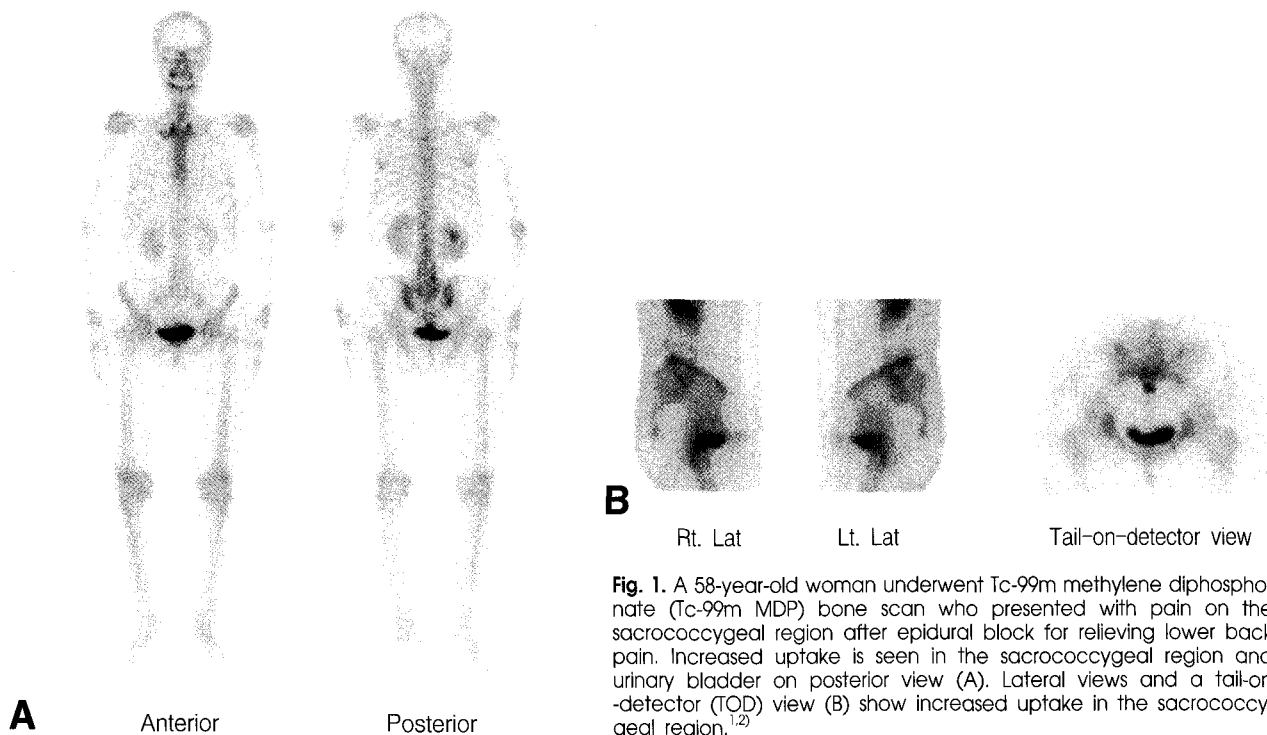 A
Anterior
Posterior
B
Rt. Lat
Lt. Lat
Tail-on-detector view
Fig. 1. A 58-year-old woman underwent Tc-99m methylene diphospho-
nate (Tc-99m MDP) bone scan who presented with pain on the
sacrococcygeal region after epidural block for relieving lower back
pain. Increased uptake is seen in the sacrococcygeal region and
urinary bladder on posterior view (A). Lateral views and a tail-on
-detector (TOD) view (B) show increased uptake in the sacrococcy-
geal region.1,2)